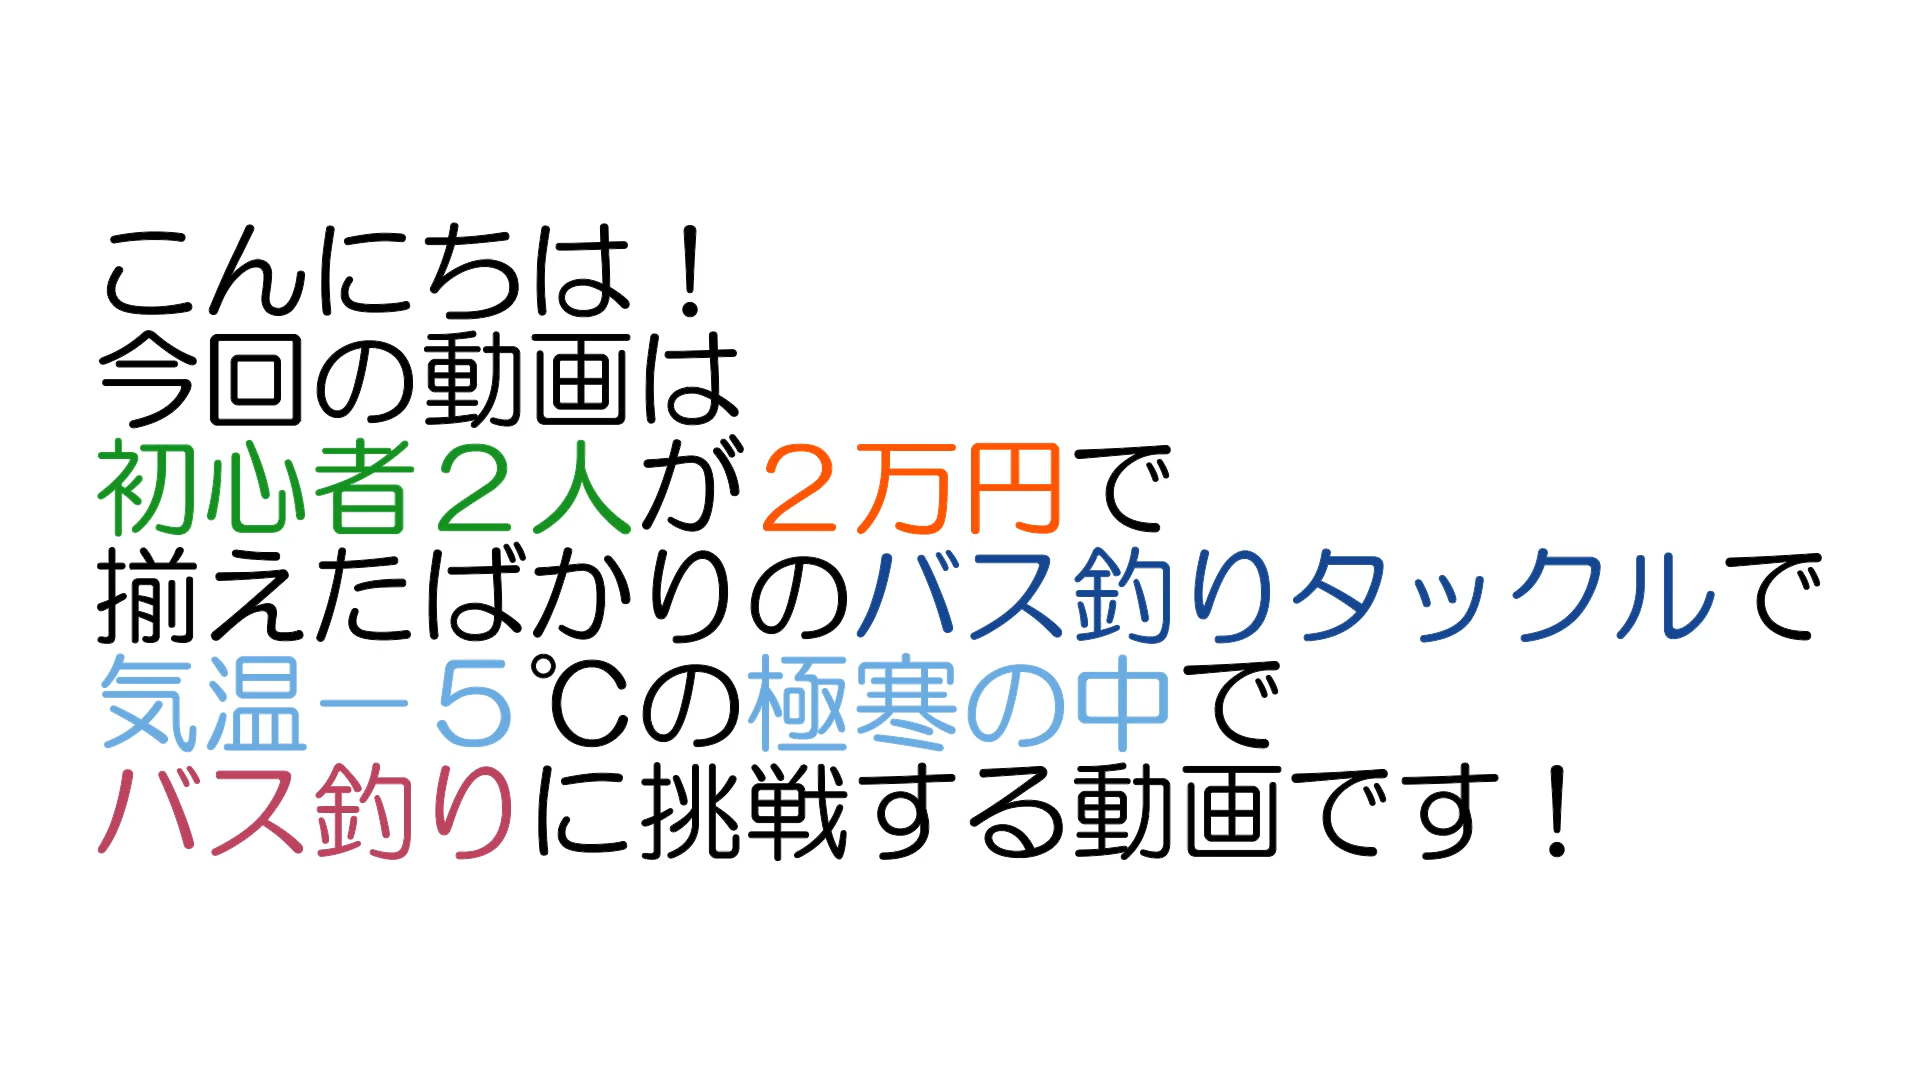 こんにちは！
今回の動画は
初心者２人が２万円で
揃えたばかりのバス釣りタックルで
気温－５℃の極寒の中で
バス釣りに挑戦する動画です！